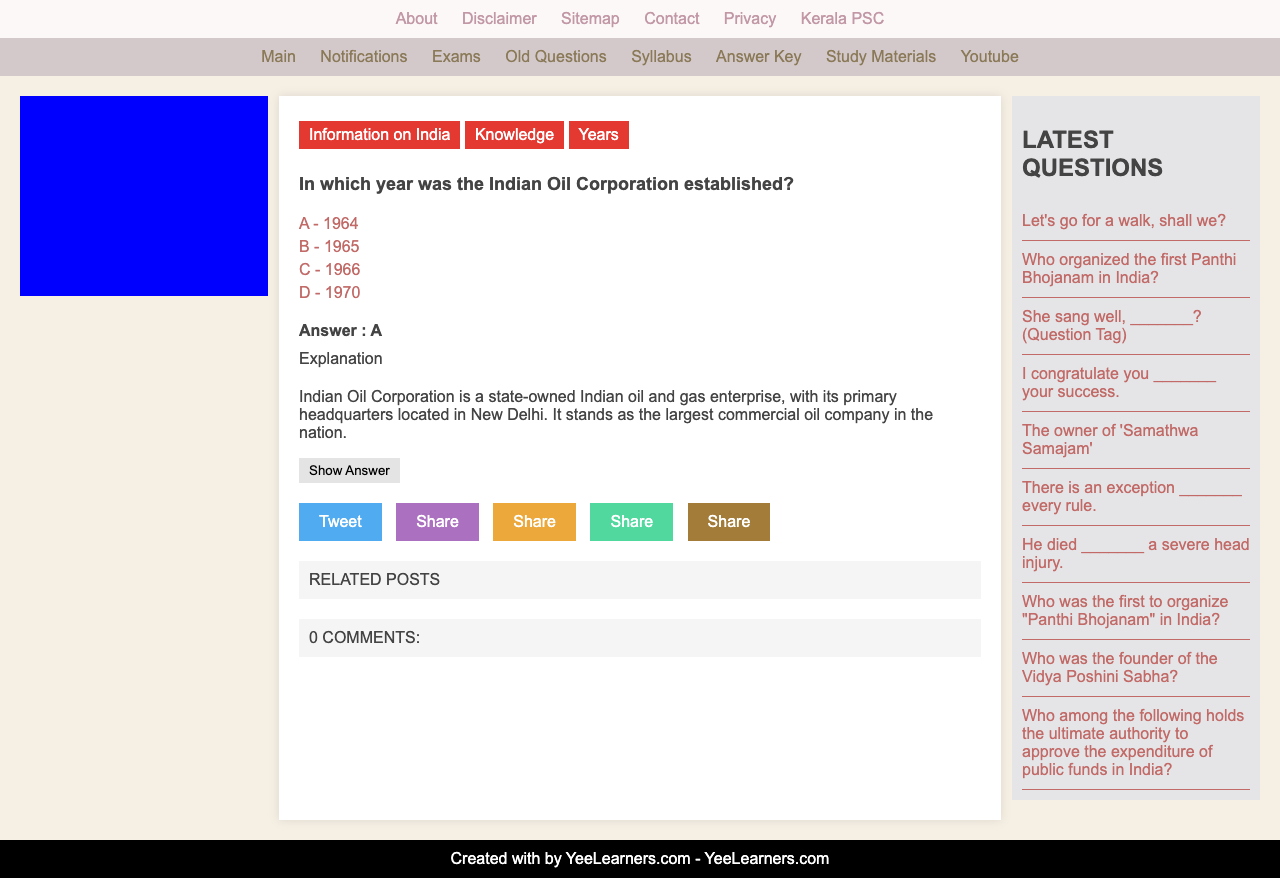 About Disclaimer Sitemap Contact Privacy Kerala PSC
Main Notifications Exams Old Questions Syllabus Answer Key Study Materials Youtube
Information on India Knowledge Years
In which year was the Indian Oil Corporation established?
A - 1964
B - 1965
C - 1966
D - 1970
Answer : A
Explanation
Indian Oil Corporation is a state-owned Indian oil and gas enterprise, with its primary
headquarters located in New Delhi. It stands as the largest commercial oil company in the
nation.
Show Answer
Tweet Share Share Share Share
RELATED POSTS
0 COMMENTS:
LATEST
QUESTIONS
Let's go for a walk, shall we?
Who organized the first Panthi
Bhojanam in India?
She sang well, _______?
(Question Tag)
I congratulate you _______
your success.
The owner of 'Samathwa
Samajam'
There is an exception _______
every rule.
He died _______ a severe head
injury.
Who was the first to organize
"Panthi Bhojanam" in India?
Who was the founder of the
Vidya Poshini Sabha?
Who among the following holds
the ultimate authority to
approve the expenditure of
public funds in India?
Created with by YeeLearners.com - YeeLearners.com